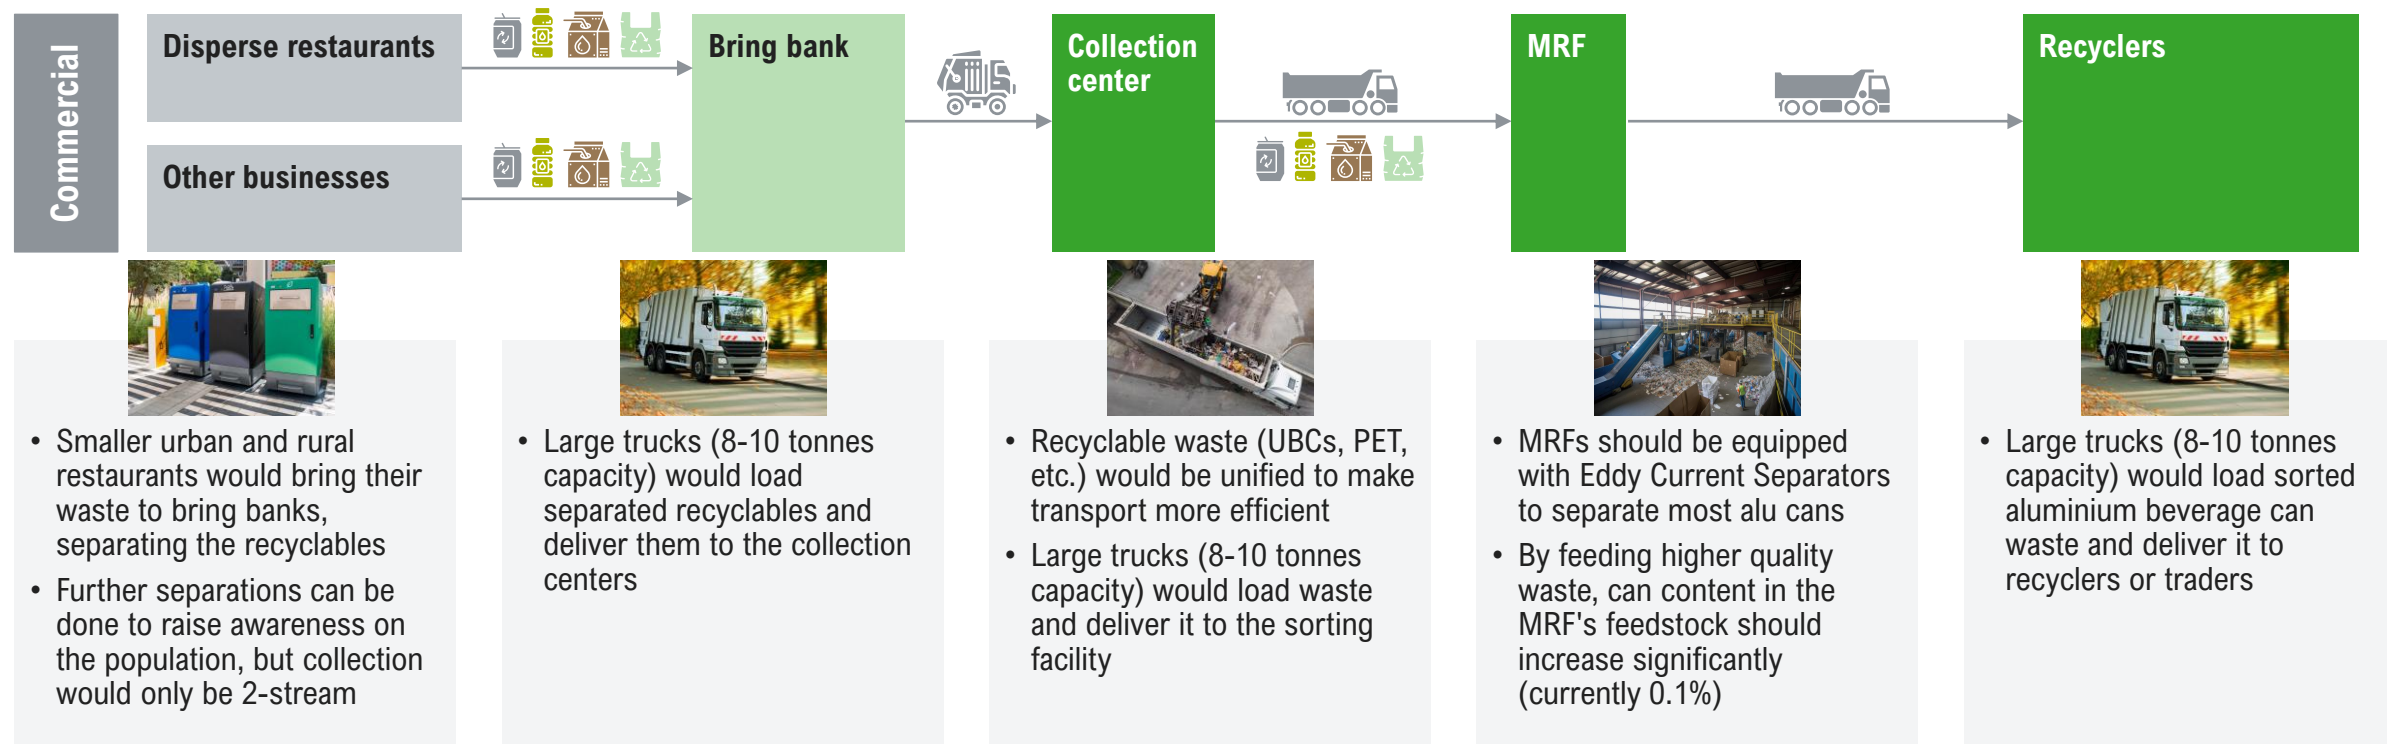 Commercial
Disperse restaurants
Other businesses
Bring bank
Collection
center
MRF
Recyclers
• Smaller urban and rural
restaurants would bring their
waste to bring banks,
separating the recyclables
• Further separations can be
done to raise awareness on
the population, but collection
would only be 2-stream
• Large trucks (8-10 tonnes
capacity) would load
separated recyclables and
deliver them to the collection
centers
• Recyclable waste (UBCs, PET,
etc.) would be unified to make
transport more efficient
• Large trucks (8-10 tonnes
capacity) would load waste
and deliver it to the sorting
facility
• MRFs should be equipped
with Eddy Current Separators
to separate most alu cans
• By feeding higher quality
waste, can content in the
MRF's feedstock should
increase significantly
(currently 0.1%)
• Large trucks (8-10 tonnes
capacity) would load sorted
aluminium beverage can
waste and deliver it to
recyclers or traders